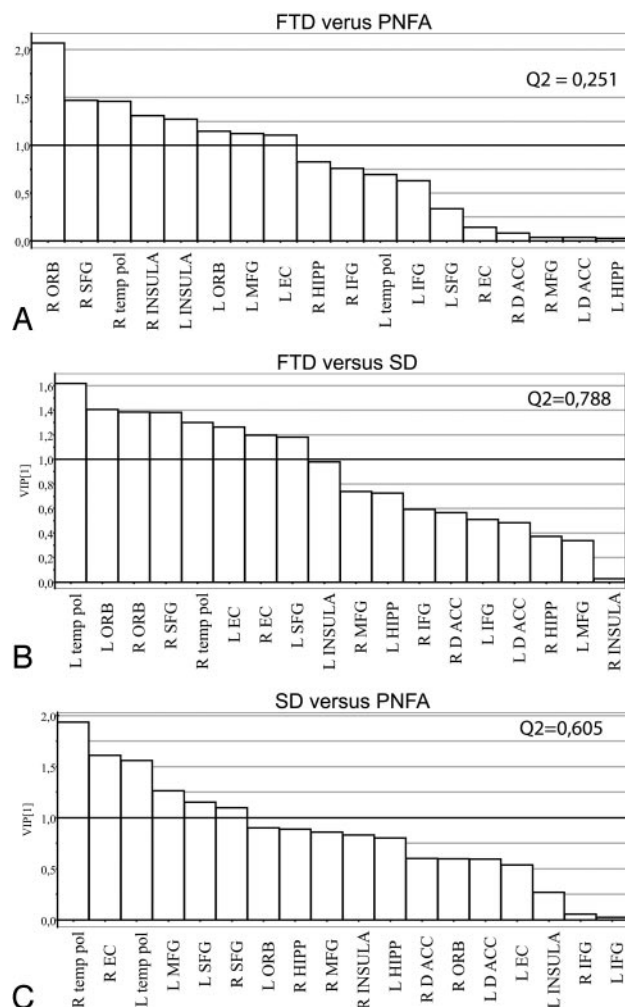 FTD verus PNFA
2,0
Q2 = 0,251
1,5
1,0
0,5
0,0
R ORB
R SFG
R temp pol
R INSULA
L INSULA
L ORB
L MFG
L EC
R HIPP
R IFG
L temp pol
L IFG
L SFG
R EC
R D ACC
R MFG
L D ACC
L HIPP
A
FTD versus SD
1,6
Q2=0,788
1,4
1,2
1,0
VIP[1]
0,8
0,6
0,4
0,2
0,0
L temp pol
L ORB
R ORB
R SFG
R temp pol
L EC
R EC
L SFG
L INSULA
R MFG
L HIPP
R IFG
R D ACC
L IFG
L D ACC
R HIPP
L MFG
R INSULA
B
SD versus PNFA
2,0
Q2=0,605
1,5
VIP[1]
1,0
0,5
0,0
R temp pol
R EC
L temp pol
L MFG
L SFG
R SFG
L ORB
R HIPP
R MFG
R INSULA
L HIPP
R D ACC
R ORB
L D ACC
L EC
L INSULA
R IFG
L IFG
C